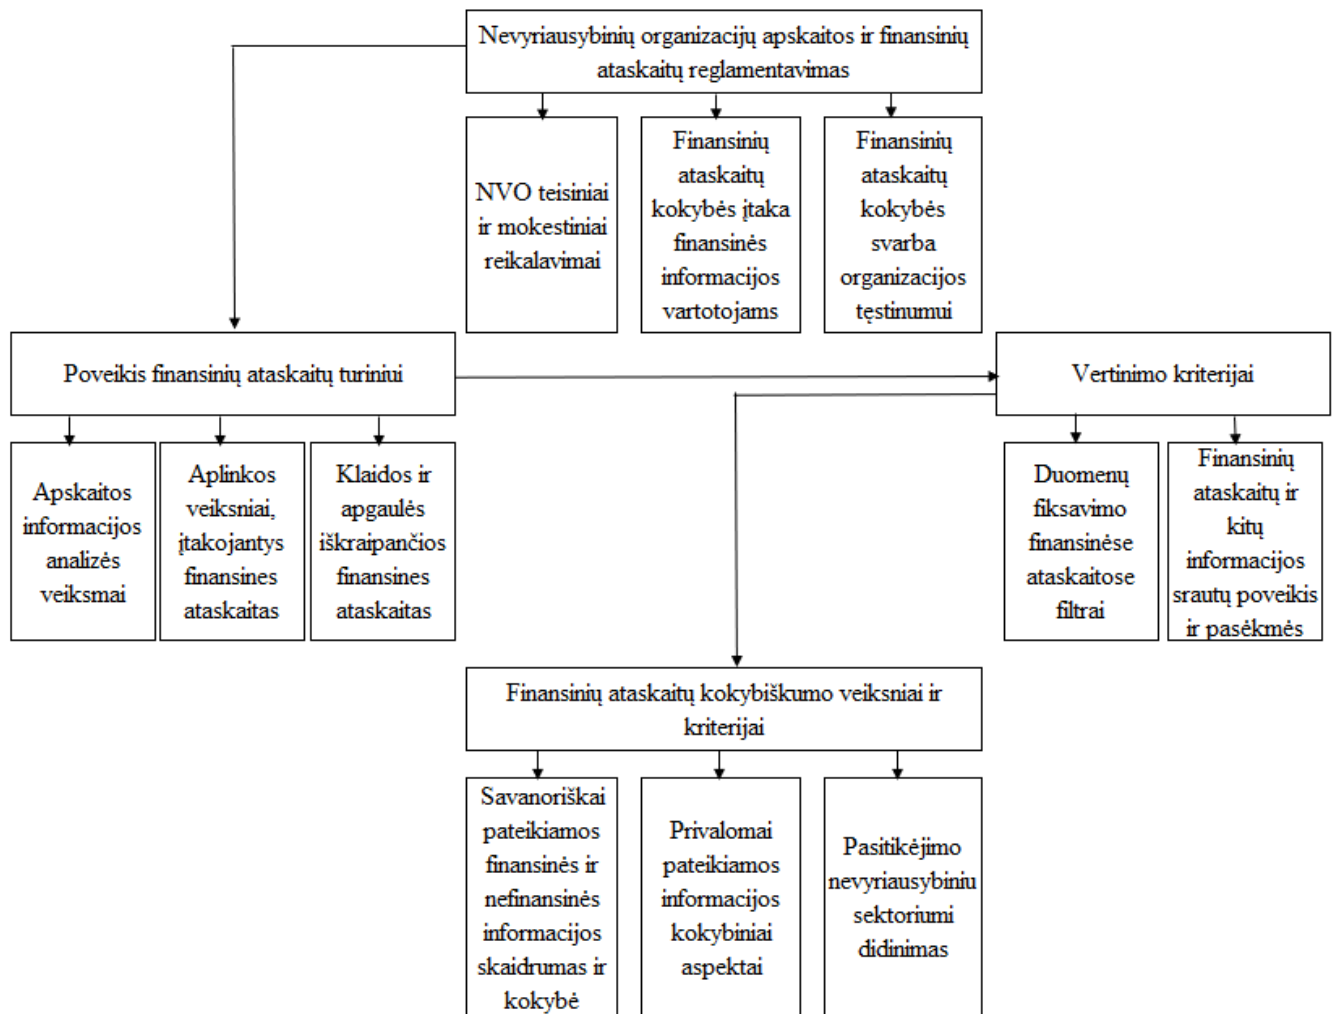 Nevyriausybinių organizacijų apskaitos ir finansinių
ataskaitų reglamentavimas
NVO teisiniai
ir mokestiniai
reikalavimai
Finansinių
ataskaitų
kokybės įtaka
finansinės
informacijos
vartotojams
Finansinių
ataskaitų
kokybės
svarba
organizacijos
tęstinumui
Poveikis finansinių ataskaitų turiniui
Vertinimo kriterijai
Apskaitos
informacijos
analizės
veiksmai
Aplinkos
veiksniai,
įtakojantys
finansines
ataskaitas
Klaidos ir
apgaulės
iškraipančios
finansines
ataskaitas
Duomenų
fiksavimo
finansinėse
ataskaitose
filtrai
Finansinių
ataskaitų ir
kitų
informacijos
srautų poveikis
ir pasėkmės
Finansinių ataskaitų kokybiškumo veiksniai ir
kriterijai
Savanoriškai
pateikiamos
finansinės ir
nefinansinės
informacijos
skaidrumas ir
kokybė
Privalomai
pateikiamos
informacijos
kokybiniai
aspektai
Pasitikėjimo
nevyriausybiniu
sektoriumi
didinimas